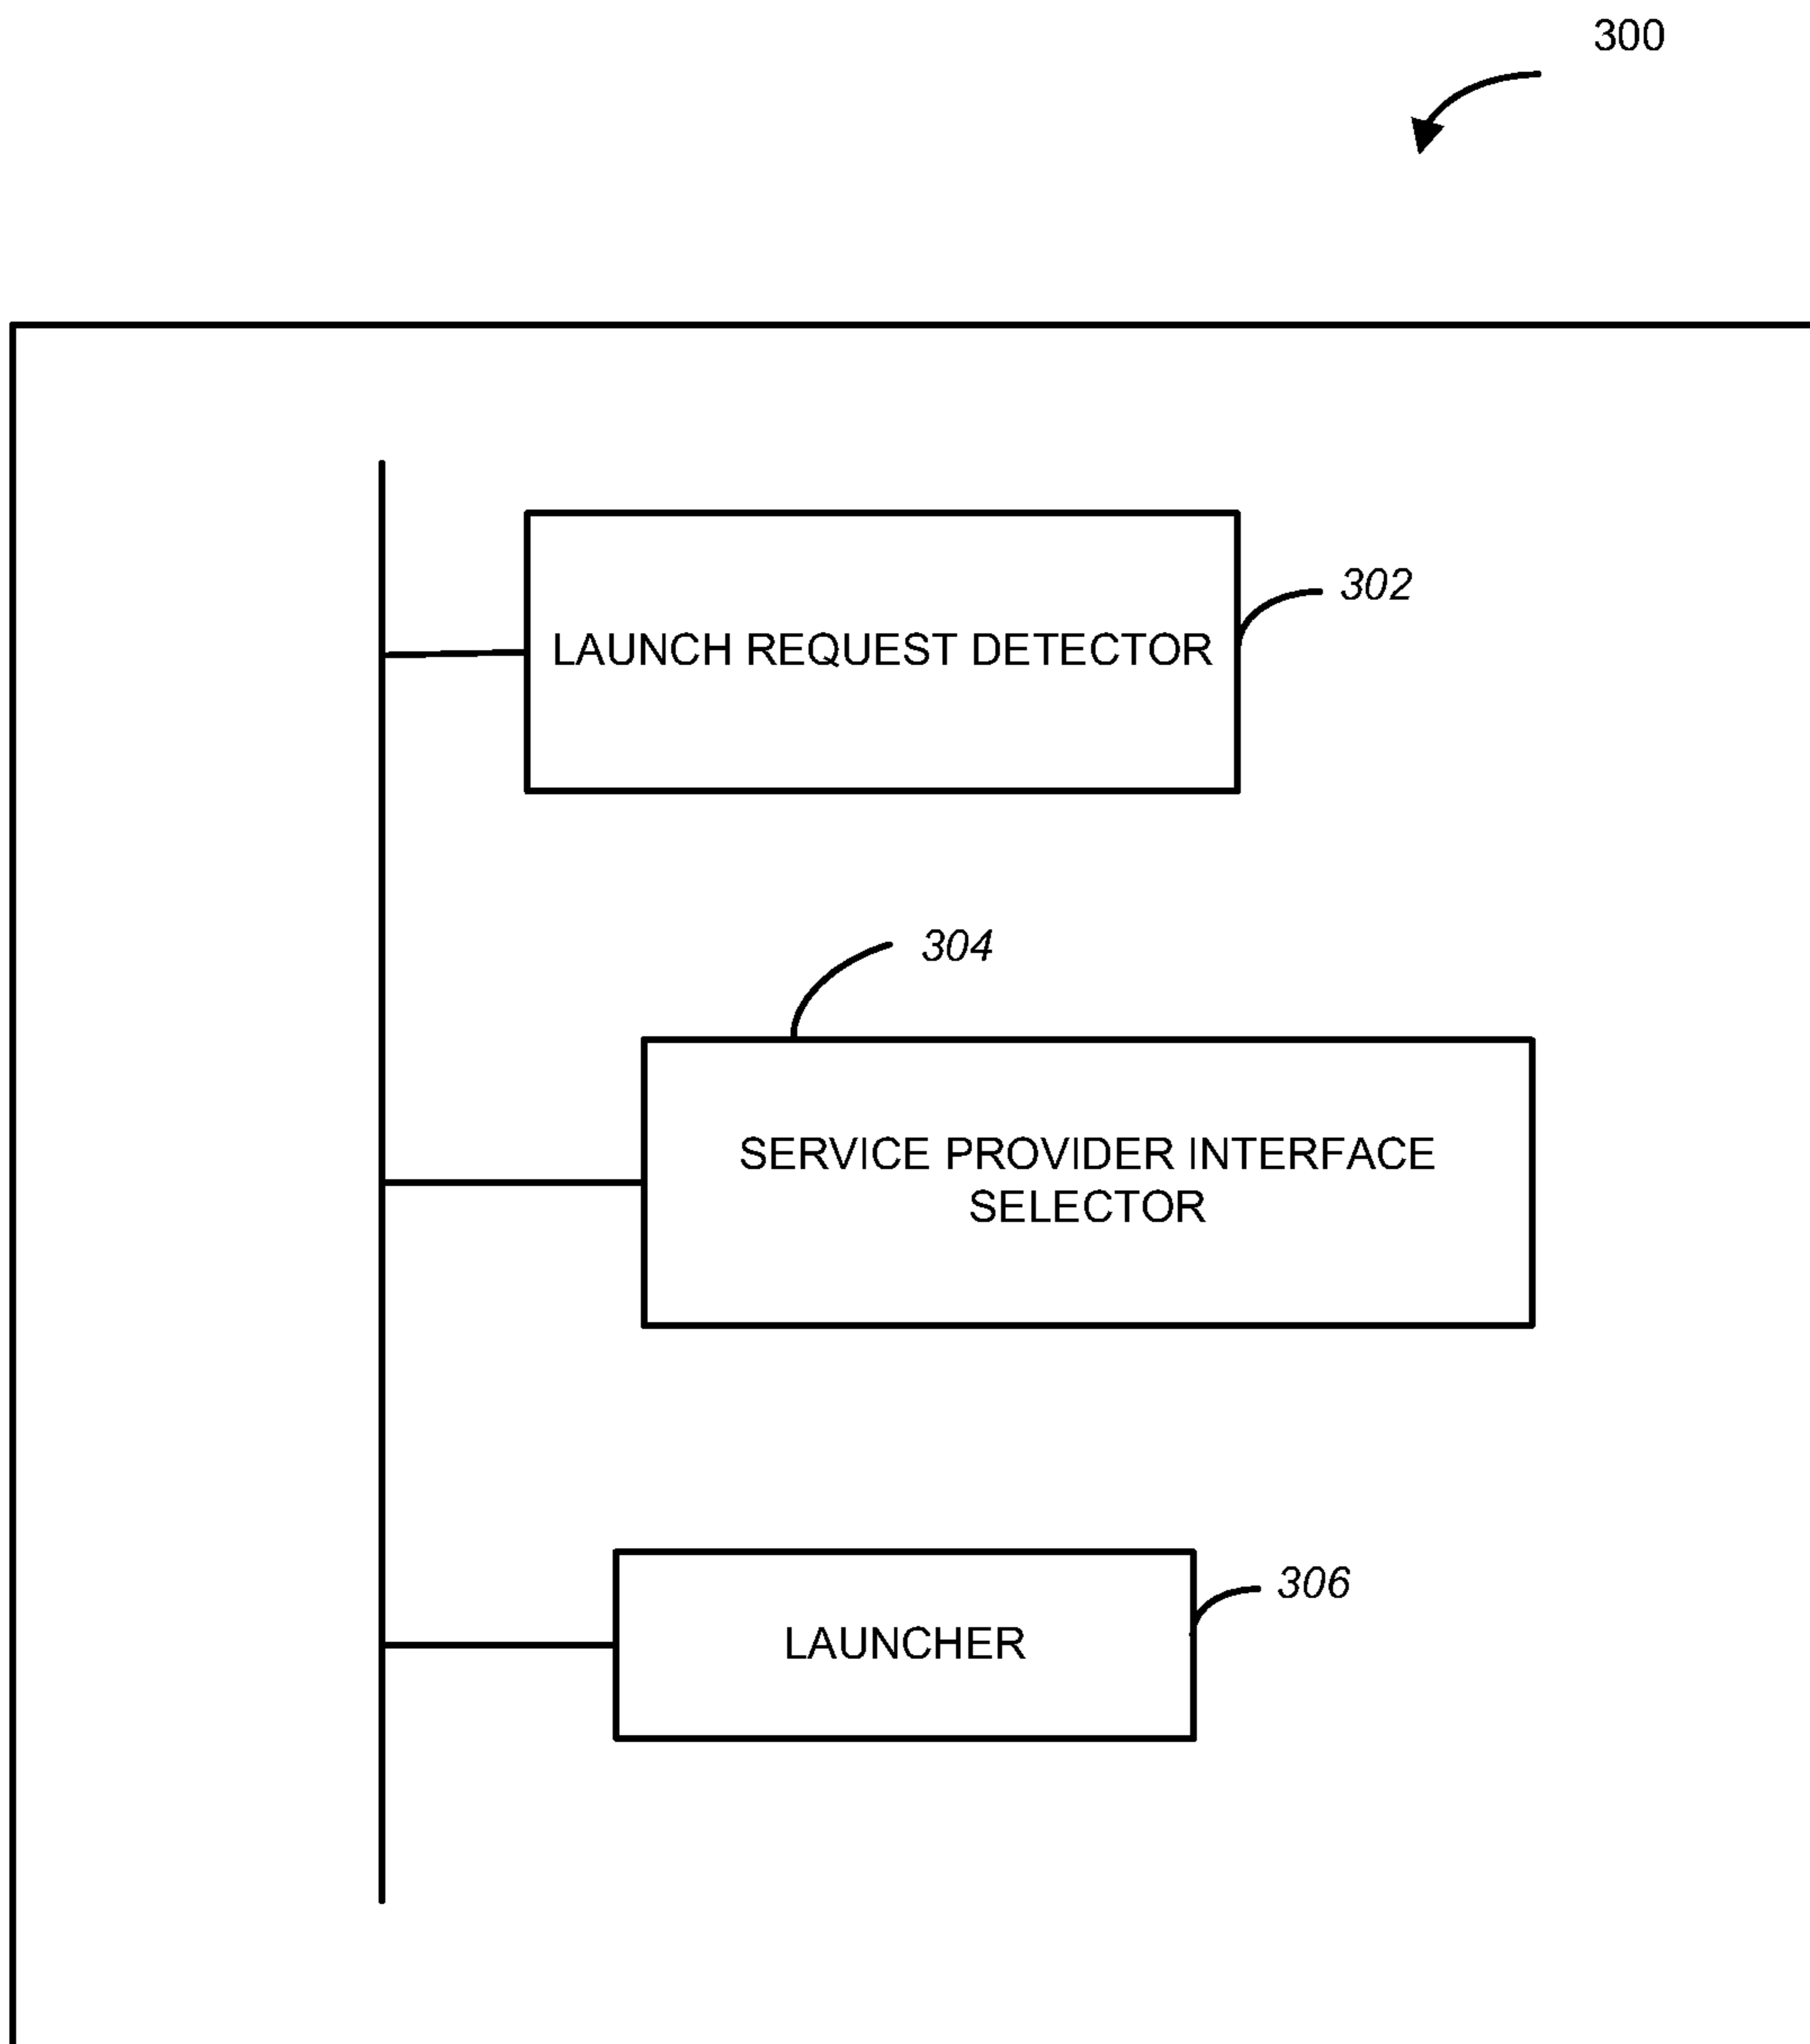 300
LAUNCH REQUEST DETECTOR
302
304
SERVICE PROVIDER INTERFACE
SELECTOR
306
LAUNCHER